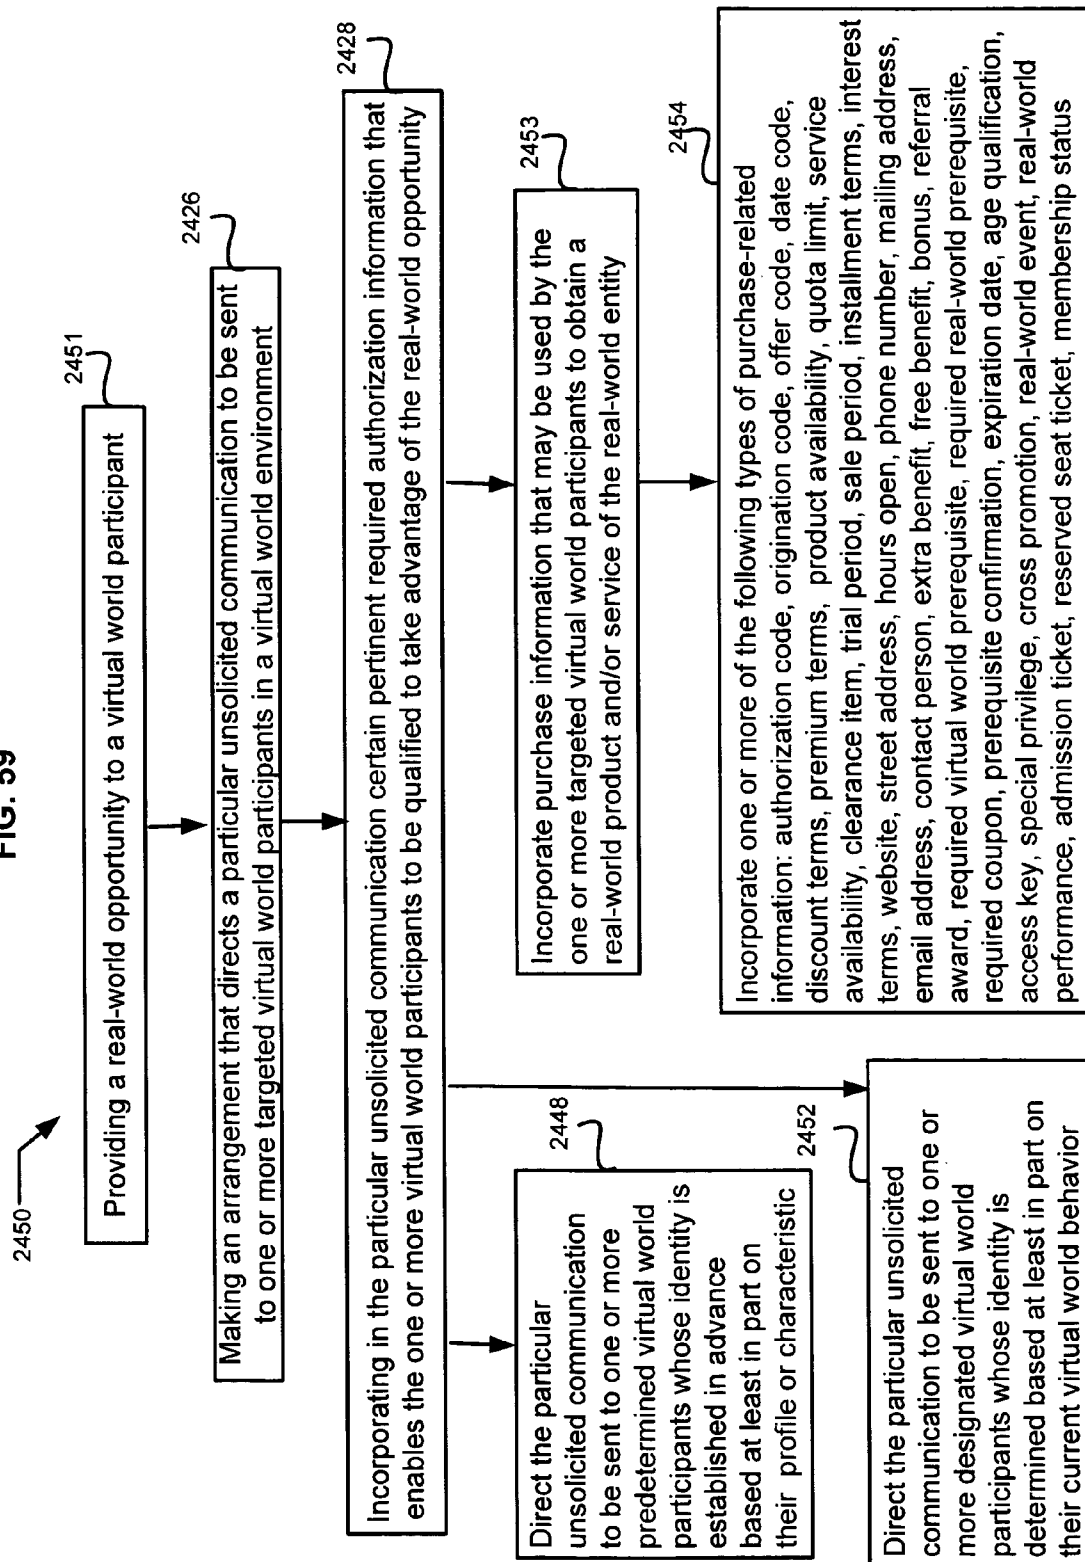 FIG. 59
2450
2451
Providing a real-world opportunity to a virtual world participant
2426
Making an arrangement that directs a particular unsolicited communication to be sent
to one or more targeted virtual world participants in a virtual world environment
2428
Incorporating in the particular unsolicited communication certain pertinent required authorization information that
enables the one or more virtual world participants to be qualified to take advantage of the real-world opportunity
2448
Direct the particular
unsolicited communication
to be sent to one or more
predetermined virtual world
participants whose identity is
established in advance
based at least in part on
their profile or characteristic
2453
Incorporate purchase information that may be used by the
one or more targeted virtual world participants to obtain a
real-world product and/or service of the real-world entity
2452
Direct the particular unsolicited
communication to be sent to one or
more designated virtual world
participants whose identity is
determined based at least in part on
their current virtual world behavior
2454
Incorporate one or more of the following types of purchase-related
information: authorization code, origination code, offer code, date code,
discount terms, premium terms, product availability, quota limit, service
availability, clearance item, trial period, sale period, installment terms, interest
terms, website, street address, hours open, phone number, mailing address,
email address, contact person, extra benefit, free benefit, bonus, referral
award, required virtual world prerequisite, required real-world prerequisite,
required coupon, prerequisite confirmation, expiration date, age qualification,
access key, special privilege, cross promotion, real-world event, real-world
performance, admission ticket, reserved seat ticket, membership status